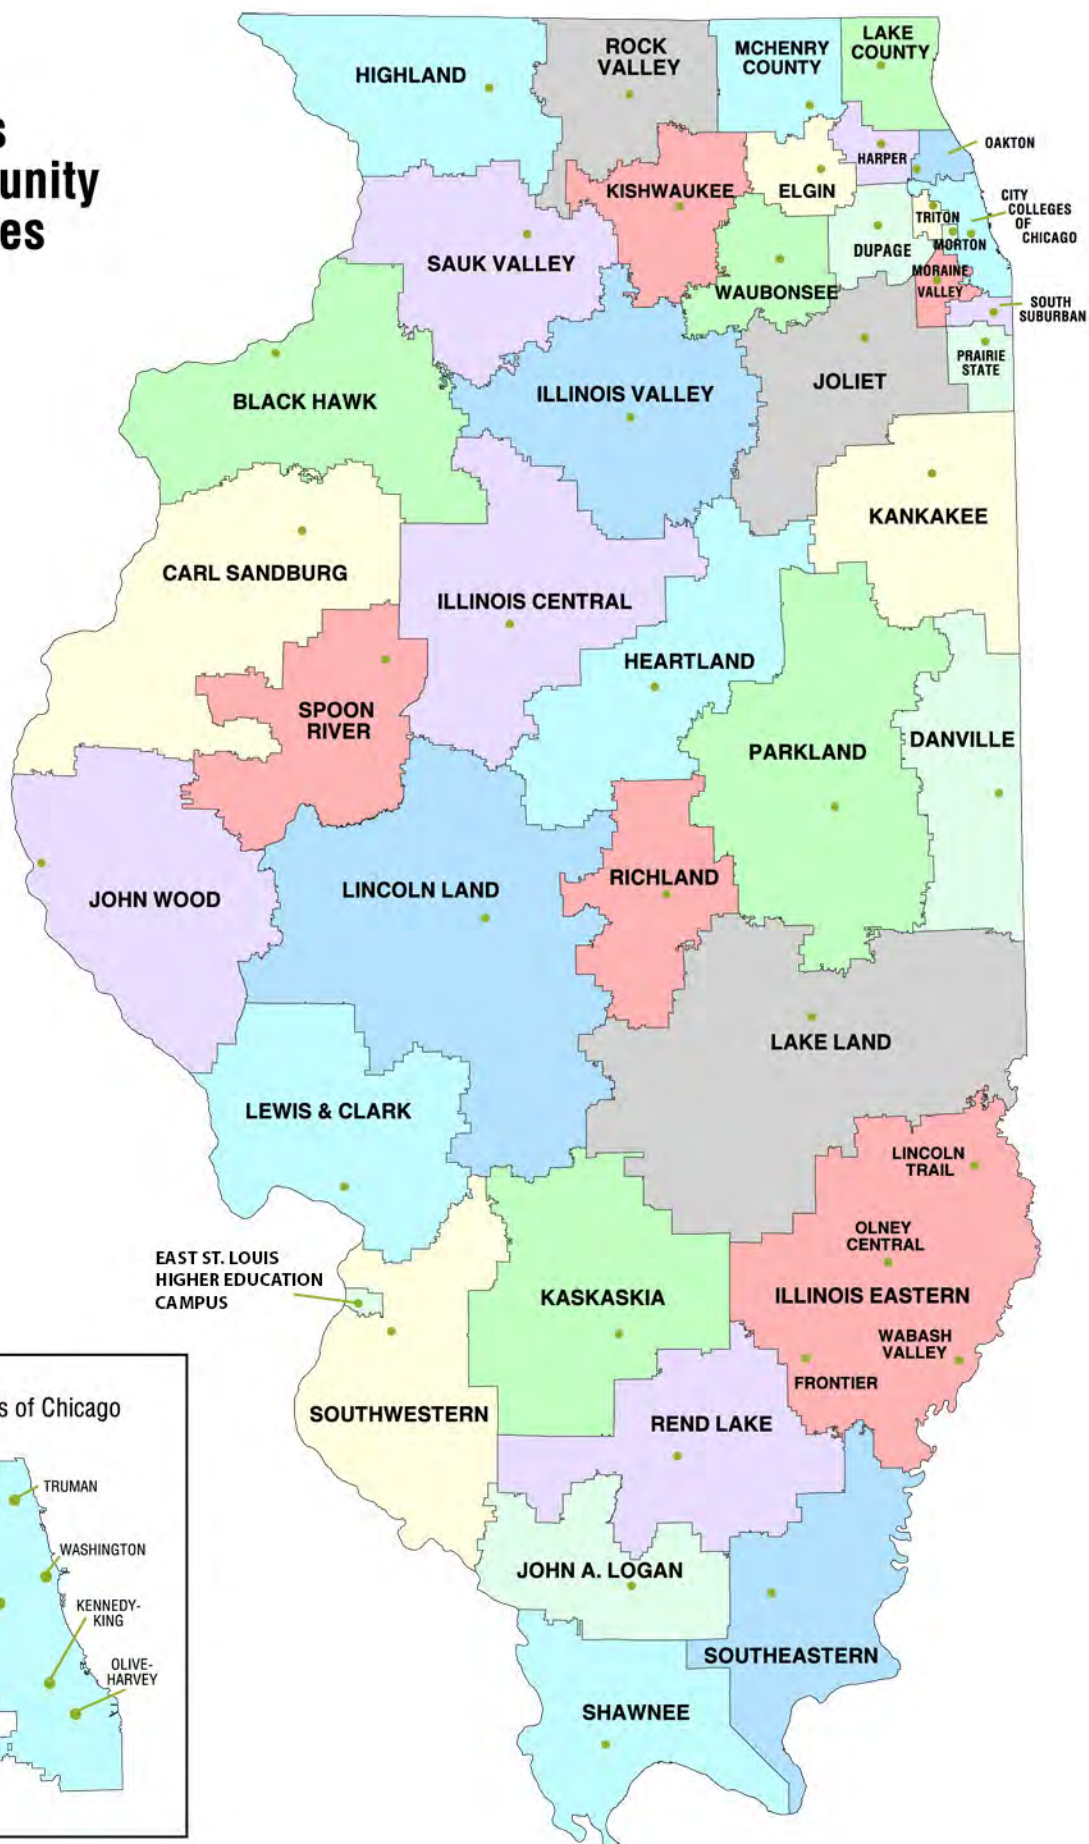 s
unity
es
HIGHLAND
ROCK
VALLEY
MCHENRY
COUNTY
LAKE
COUNTY
OAKTON
HARPER
KISHWAUKEE
ELGIN
CITY
COLLEGES
OF
CHICAGO
TRITON
MORTON
DUPAGE
SAUK VALLEY
MORAINE
VALLEY
WAUBONSEE
SOUTH
SUBURBAN
PRAIRIE
STATE
JOLIET
ILLINOIS VALLEY
BLACK HAWK
KANKAKEE
CARL SANDBURG
ILLINOIS CENTRAL
HEARTLAND
SPOON
RIVER
DANVILLE
PARKLAND
RICHLAND
LINCOLN LAND
JOHN WOOD
LAKE LAND
LEWIS & CLARK
LINCOLN
TRAIL
OLNEY
CENTRAL
EAST ST. LOUIS
HIGHER EDUCATION
CAMPUS
KASKASKIA
ILLINOIS EASTERN
WABASH
VALLEY
FRONTIER
SOUTHWESTERN
REND LAKE
JOHN A. LOGAN
SOUTHEASTERN
SHAWNEE
s of Chicago
TRUMAN
WASHINGTON
KENNEDY-
KING
OLIVE-
HARVEY